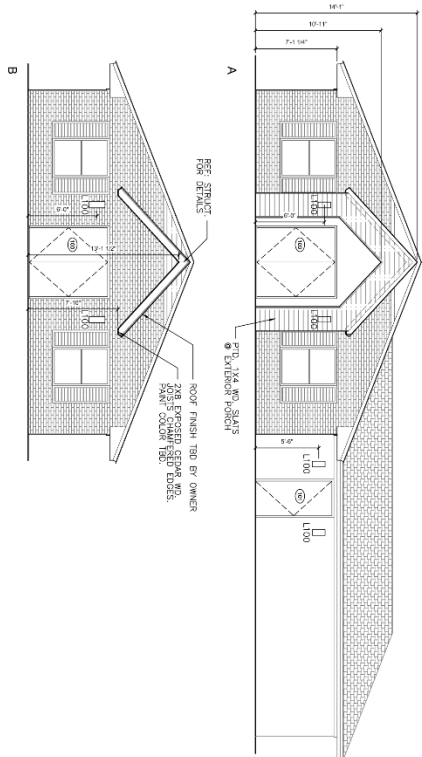 14'-1"
10'-11"
7'-1 1/4"
A
L100
6'-0"
L100
PTD. 1X4 WD. SLATS
@ EXTERIOR PORCH
5'-6"
L100
L100
B
REF: STRUCT.
FOR DETAILS
L100
6'-0"
13'-1 1/2"
7'-10"
L100
ROOF FINISH TBD BY OWNER
2X8 EXPOSED CEDAR WD.
JOISTS CHAMFERED EDGES.
PAINT COLOR TBD.